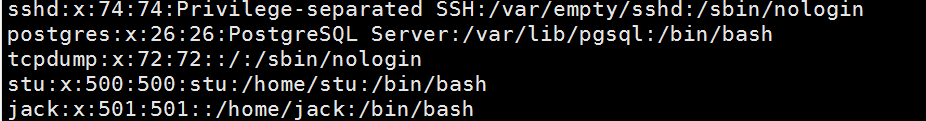 sshd:x:74:74:Privilege-separated SSH:/var/empty/sshd:/sbin/nologin
postgres:x:26:26:PostgreSQL Server:/var/lib/pgsql:/bin/bash
tcpdump:x:72:72::/:/sbin/nologin
stu:x:500:500:stu:/home/stu:/bin/bash
jack:x:501:501::/home/jack:/bin/bash